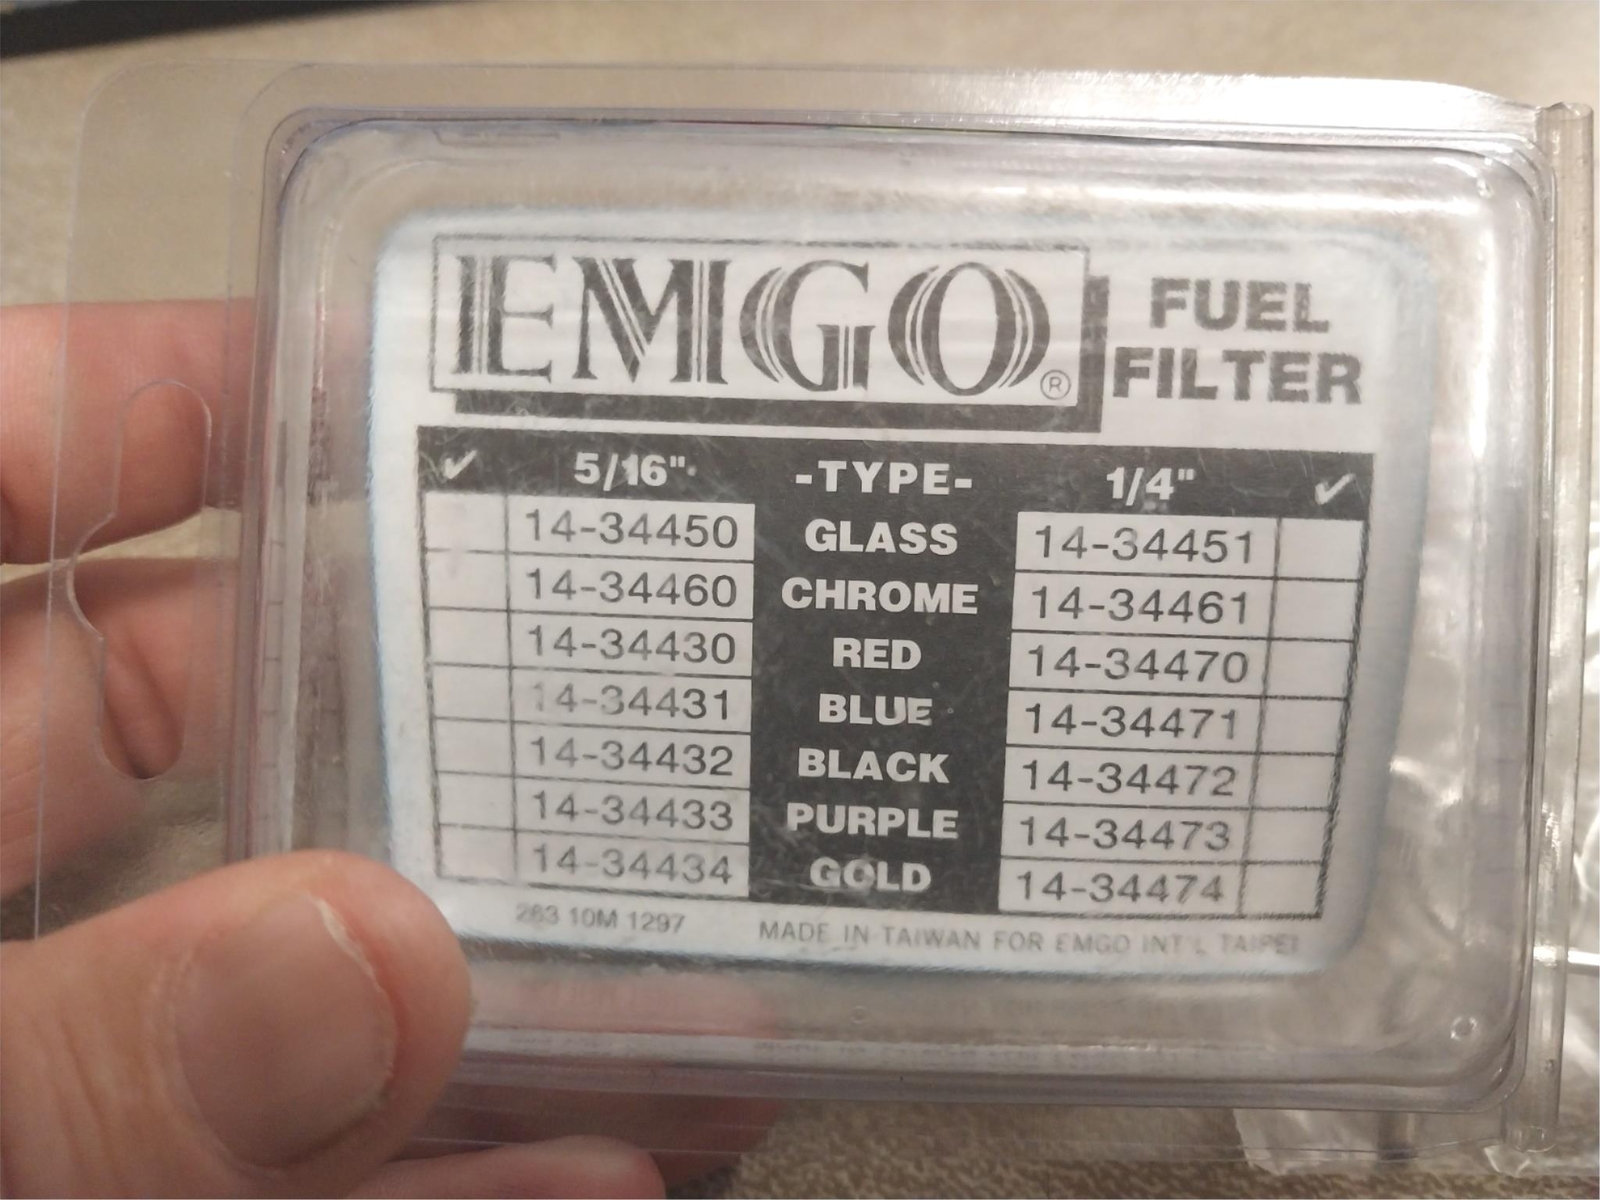 EMGO® FUEL
FILTER
✓ 5/16" -TYPE- 1/4" ✓
14-34450 GLASS 14-34451
14-34460 CHROME 14-34461
14-34430 RED 14-34470
14-34431 BLUE 14-34471
14-34432 BLACK 14-34472
14-34433 PURPLE 14-34473
14-34434 GOLD 14-34474
263 10M 1297 MADE IN TAIWAN FOR EMGO INT'L TAIPEI